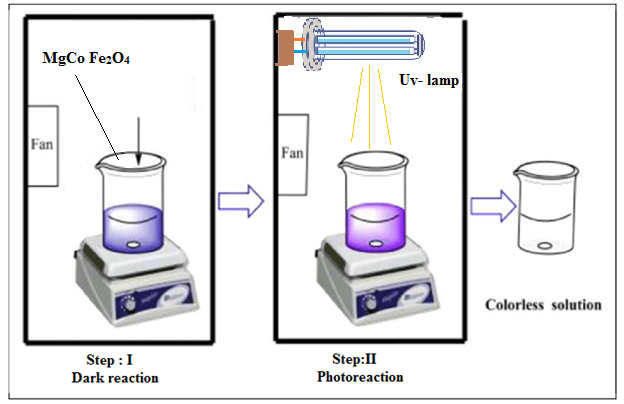 MgCo Fe₂O₄
Fan
Step : I
Dark reaction
Uv- lamp
Fan
Step:II
Photoreaction
Colorless solution